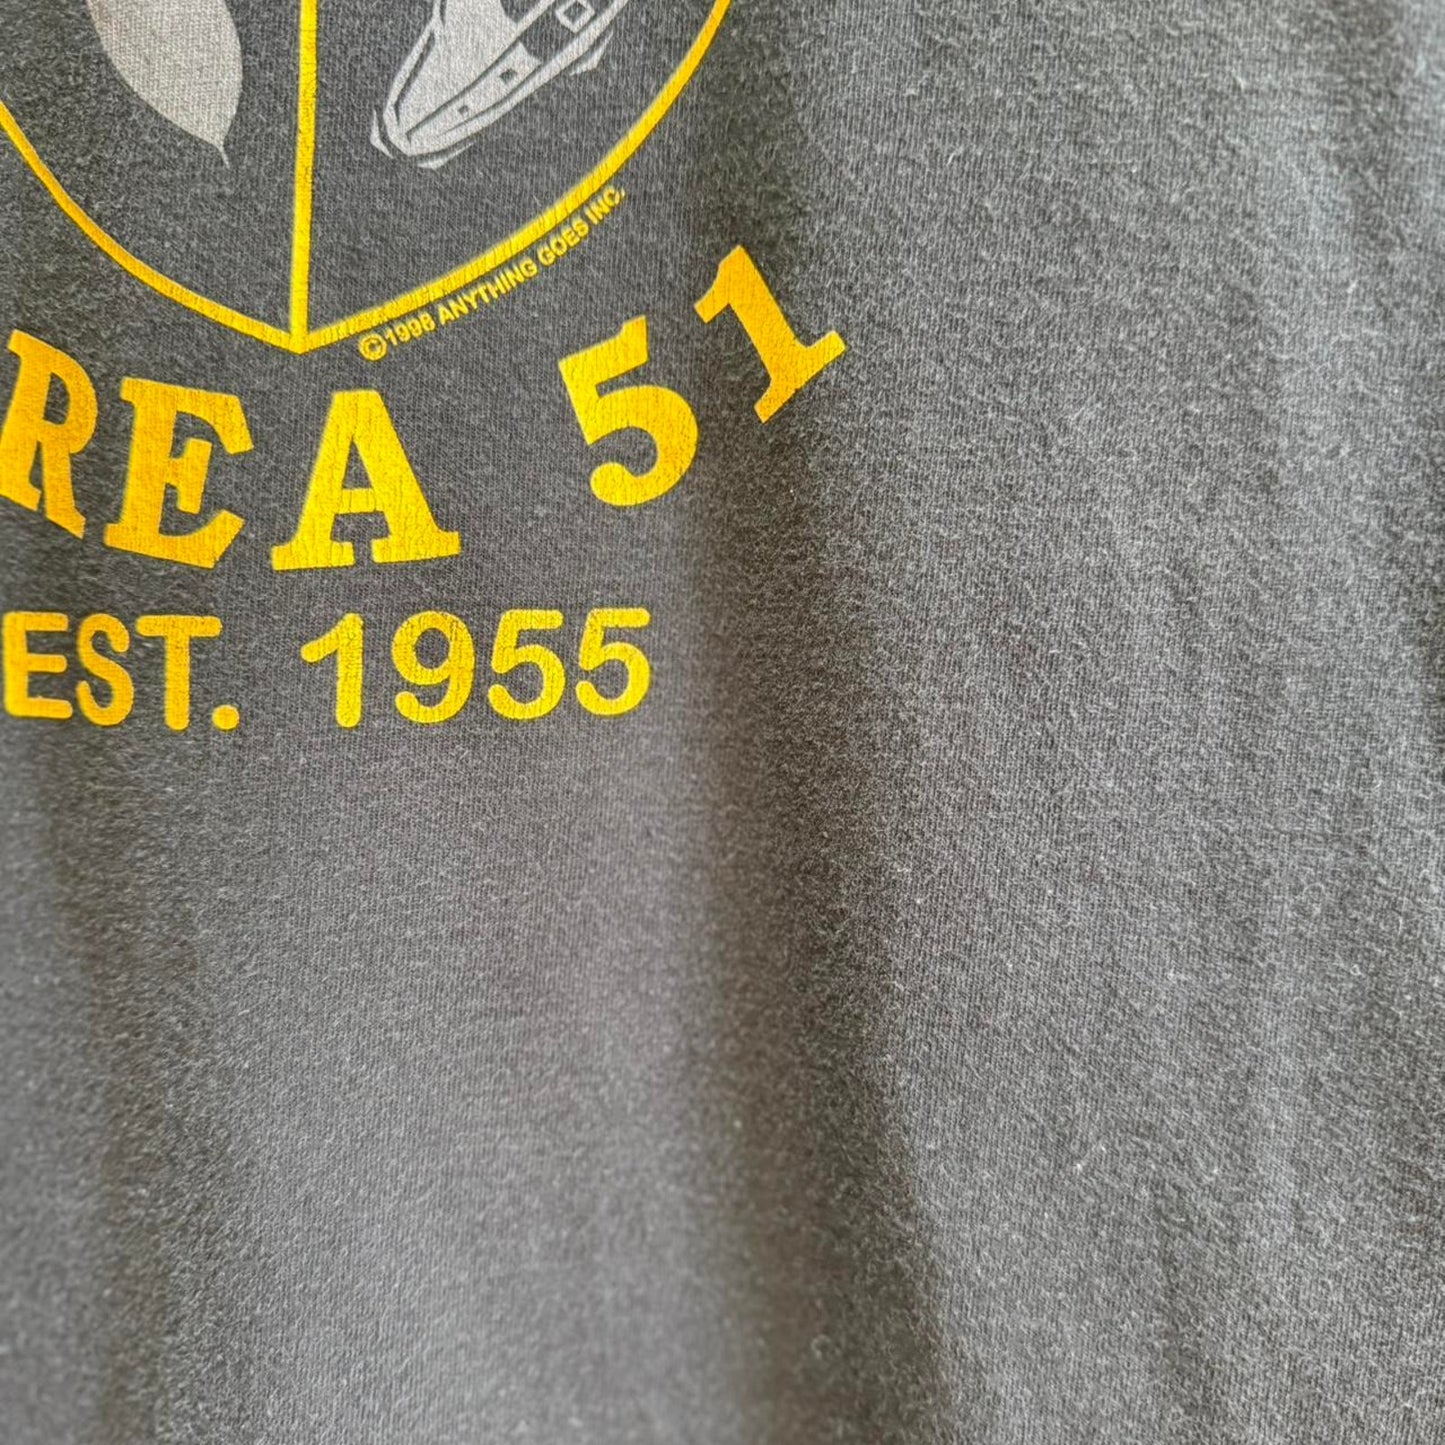 ©1998 ANYTHING GOES INC.
REA 51
EST. 1955